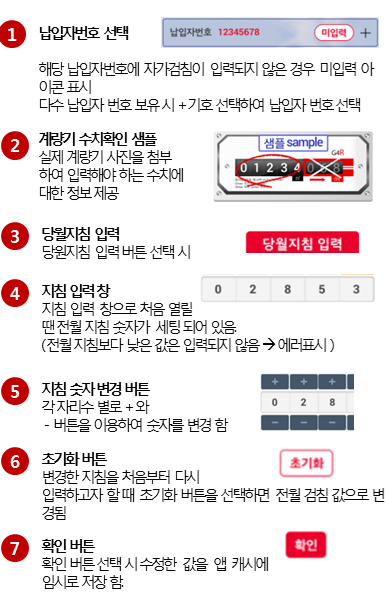 1 납입자번호 선택
납입자번호 12345678 미입력 +
해당 납입자번호에 자가검침이 입력되지 않은 경우 미입력 아
이콘 표시
다수 납입자 번호 보유시 +기호 선택하여 납입자 번호 선택
2 계량기 수치확인 샘플
실제 계량기 사진을 첨부
하여 입력해야 하는 수치에
대한 정보 제공
샘플 sample
G4R
0 1 2 3 4
3 당월지침 입력
당원지침 입력 버튼 선택 시
당월지침 입력
4 지침 입력 창
지침 입력 창으로 처음 열릴
땐 전월 지침 숫자가 세팅 되어 있음.
(전월 지침보다 낮은 값은 입력되지 않음 → 에러표시 )
0 2 8 5 3
5 지침 숫자 변경 버튼
각 자리수 별로 + 와
- 버튼을 이용하여 숫자를 변경 함
+ + +
0 2 8
- - -
6 초기화 버튼
변경한 지침을 처음부터 다시
입력하고자 할 때 초기화 버튼을 선택하면 전월 검침 값으로 변
경됨
초기화
7 확인 버튼
확인 버튼 선택 시 수정한 값을 앱 캐시에
임시로 저장 함.
확인